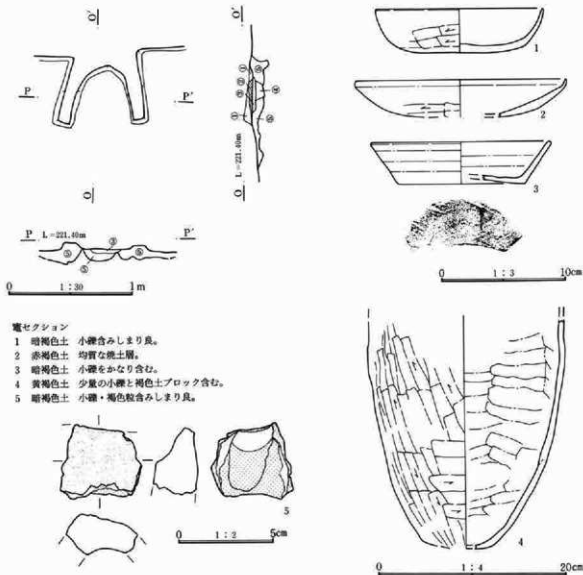 O'
P P'
O
P L=221.40m P'
③
⑤ ⑤ ⑥
0 1:30 1m
O'
L=221.40m
O
竃セクション
1 暗褐色土 小礫含みしまり良。
2 赤褐色土 均質な焼土層。
3 暗褐色土 小礫をかなり含む。
4 黄褐色土 少量の小礫と褐色土ブロック含む。
5 暗褐色土 小礫・褐色粒含みしまり良。
5
0 1:2 5cm
1
2
3
0 1:3 10cm
4
0 1:4 20cm